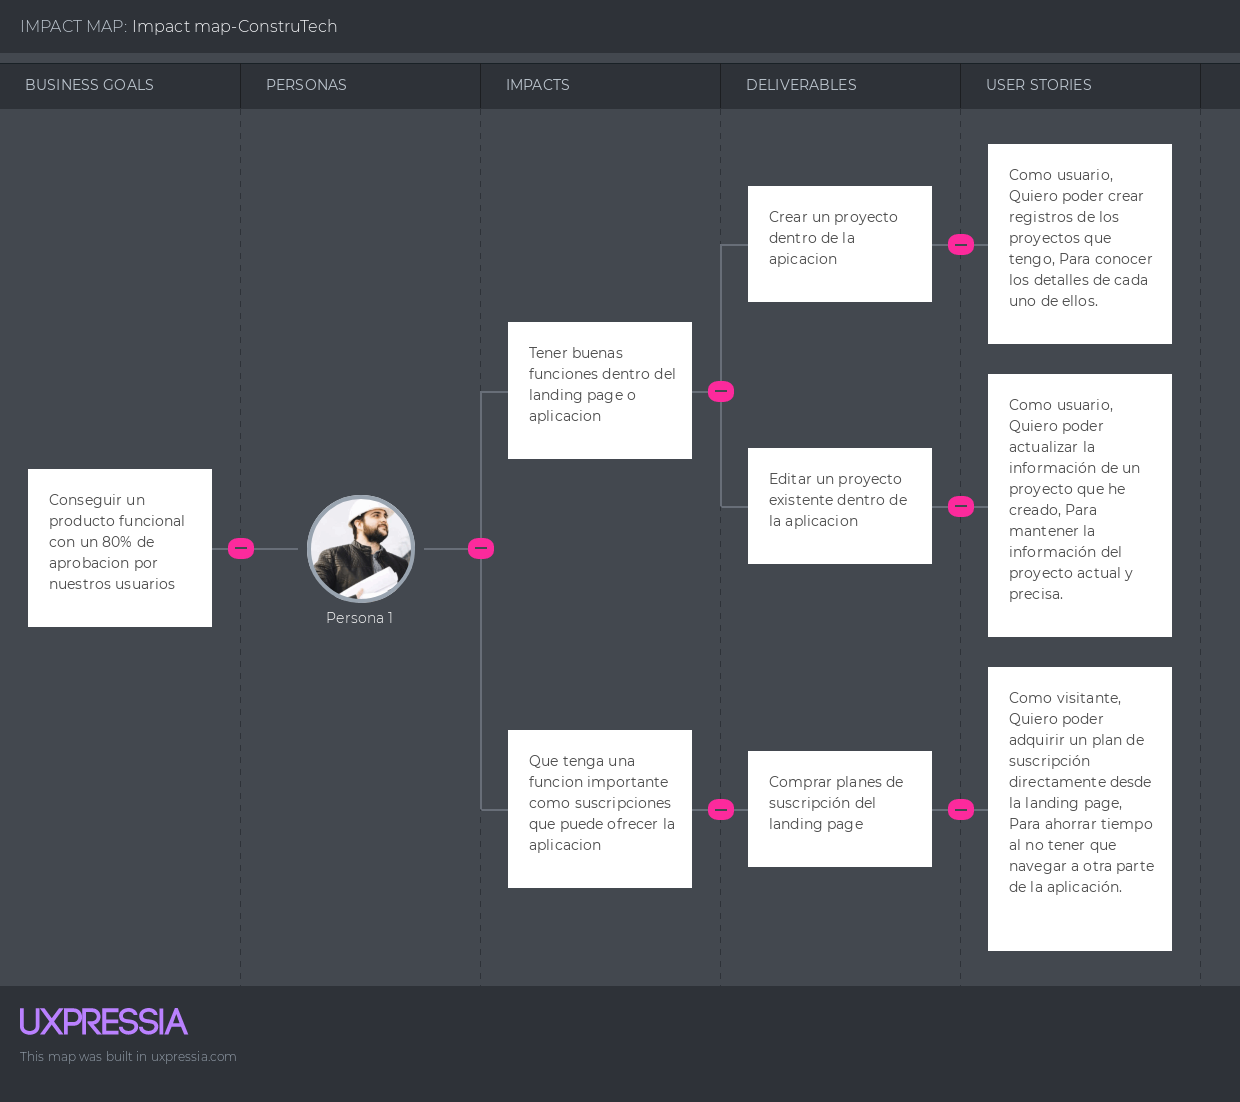 IMPACT MAP: Impact map-ConstruTech
BUSINESS GOALS
PERSONAS
IMPACTS
DELIVERABLES
USER STORIES
Conseguir un
producto funcional
con un 80% de
aprobacion por
nuestros usuarios
Persona 1
Tener buenas
funciones dentro del
landing page o
aplicacion
Que tenga una
funcion importante
como suscripciones
que puede ofrecer la
aplicacion
Crear un proyecto
dentro de la
apicacion
Editar un proyecto
existente dentro de
la aplicacion
Comprar planes de
suscripción del
landing page
Como usuario,
Quiero poder crear
registros de los
proyectos que
tengo, Para conocer
los detalles de cada
uno de ellos.
Como usuario,
Quiero poder
actualizar la
información de un
proyecto que he
creado, Para
mantener la
información del
proyecto actual y
precisa.
Como visitante,
Quiero poder
adquirir un plan de
suscripción
directamente desde
la landing page,
Para ahorrar tiempo
al no tener que
navegar a otra parte
de la aplicación.
UXPRESSIA
This map was built in uxpressia.com